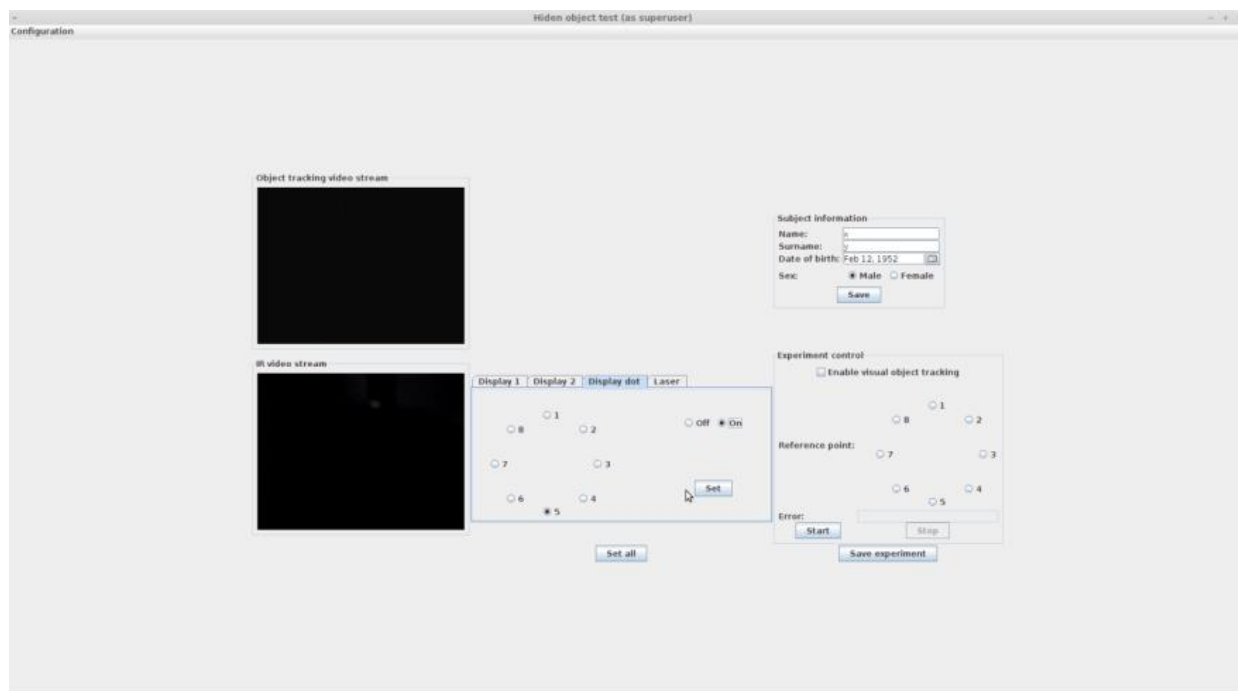 Hiden object test (as superuser)
Configuration
Object tracking video stream
IR video stream
Display 1 Display 2 Display dot Laser
1
8 2
7 3
6 4
5
Off On
Set
Set all
Subject information
Name: x
Surname: y
Date of birth: Feb 12, 1952
Sex: Male Female
Save
Experiment control
Enable visual object tracking
1
8 2
Reference point: 7 3
6 4
5
Error:
Start Stop
Save experiment